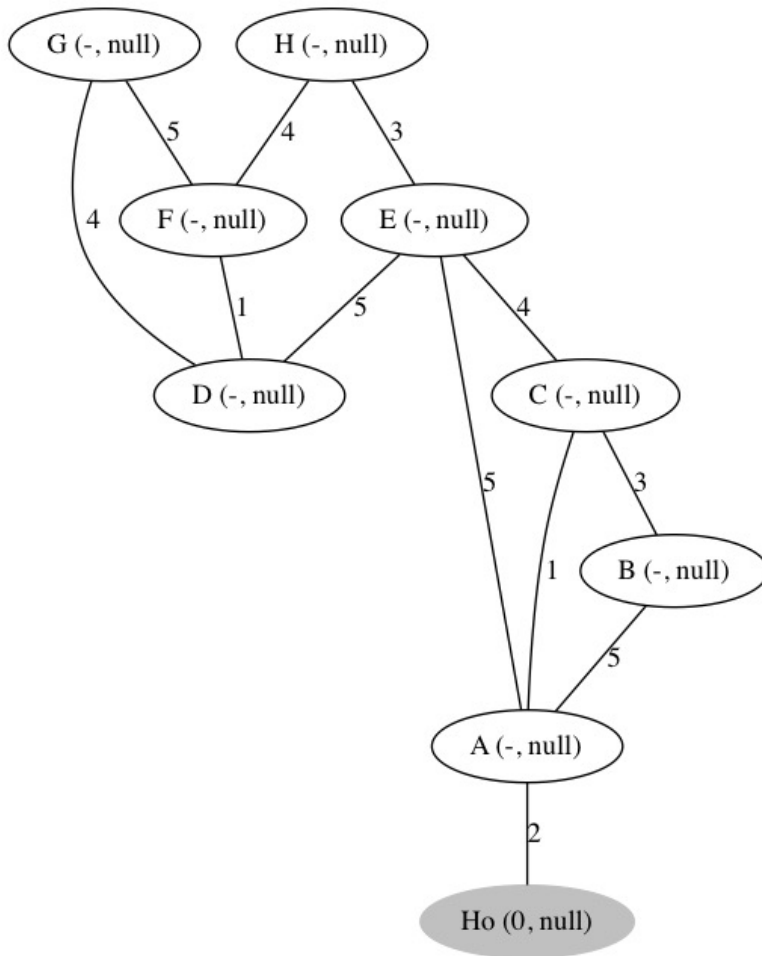 G (-, null) H (-, null)
5 4 3
4 F (-, null) E (-, null)
1 5 4
D (-, null) C (-, null)
5 3
1 B (-, null)
5
A (-, null)
2
Ho (0, null)